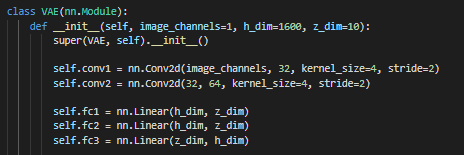 class VAE(nn.Module):
    def __init__(self, image_channels=1, h_dim=1600, z_dim=10):
        super(VAE, self).__init__()

        self.conv1 = nn.Conv2d(image_channels, 32, kernel_size=4, stride=2)
        self.conv2 = nn.Conv2d(32, 64, kernel_size=4, stride=2)

        self.fc1 = nn.Linear(h_dim, z_dim)
        self.fc2 = nn.Linear(h_dim, z_dim)
        self.fc3 = nn.Linear(z_dim, h_dim)